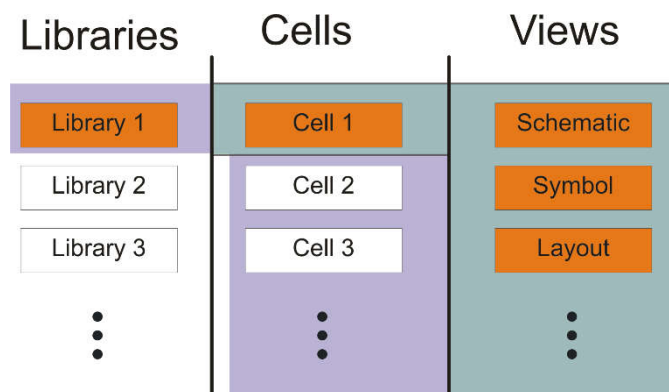 Libraries
Cells
Views
Library 1
Cell 1
Schematic
Library 2
Cell 2
Symbol
Library 3
Cell 3
Layout